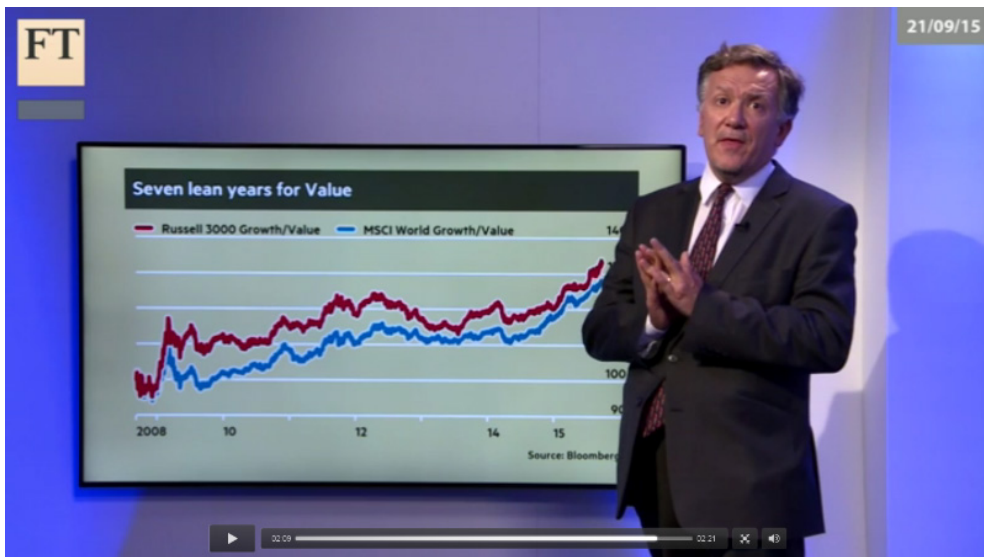 FT
21/09/15
Seven lean years for Value
Russell 3000 Growth/Value MSCI World Growth/Value
100
2008 10 12 14 15
Source: Bloomberg
02:09 02:21